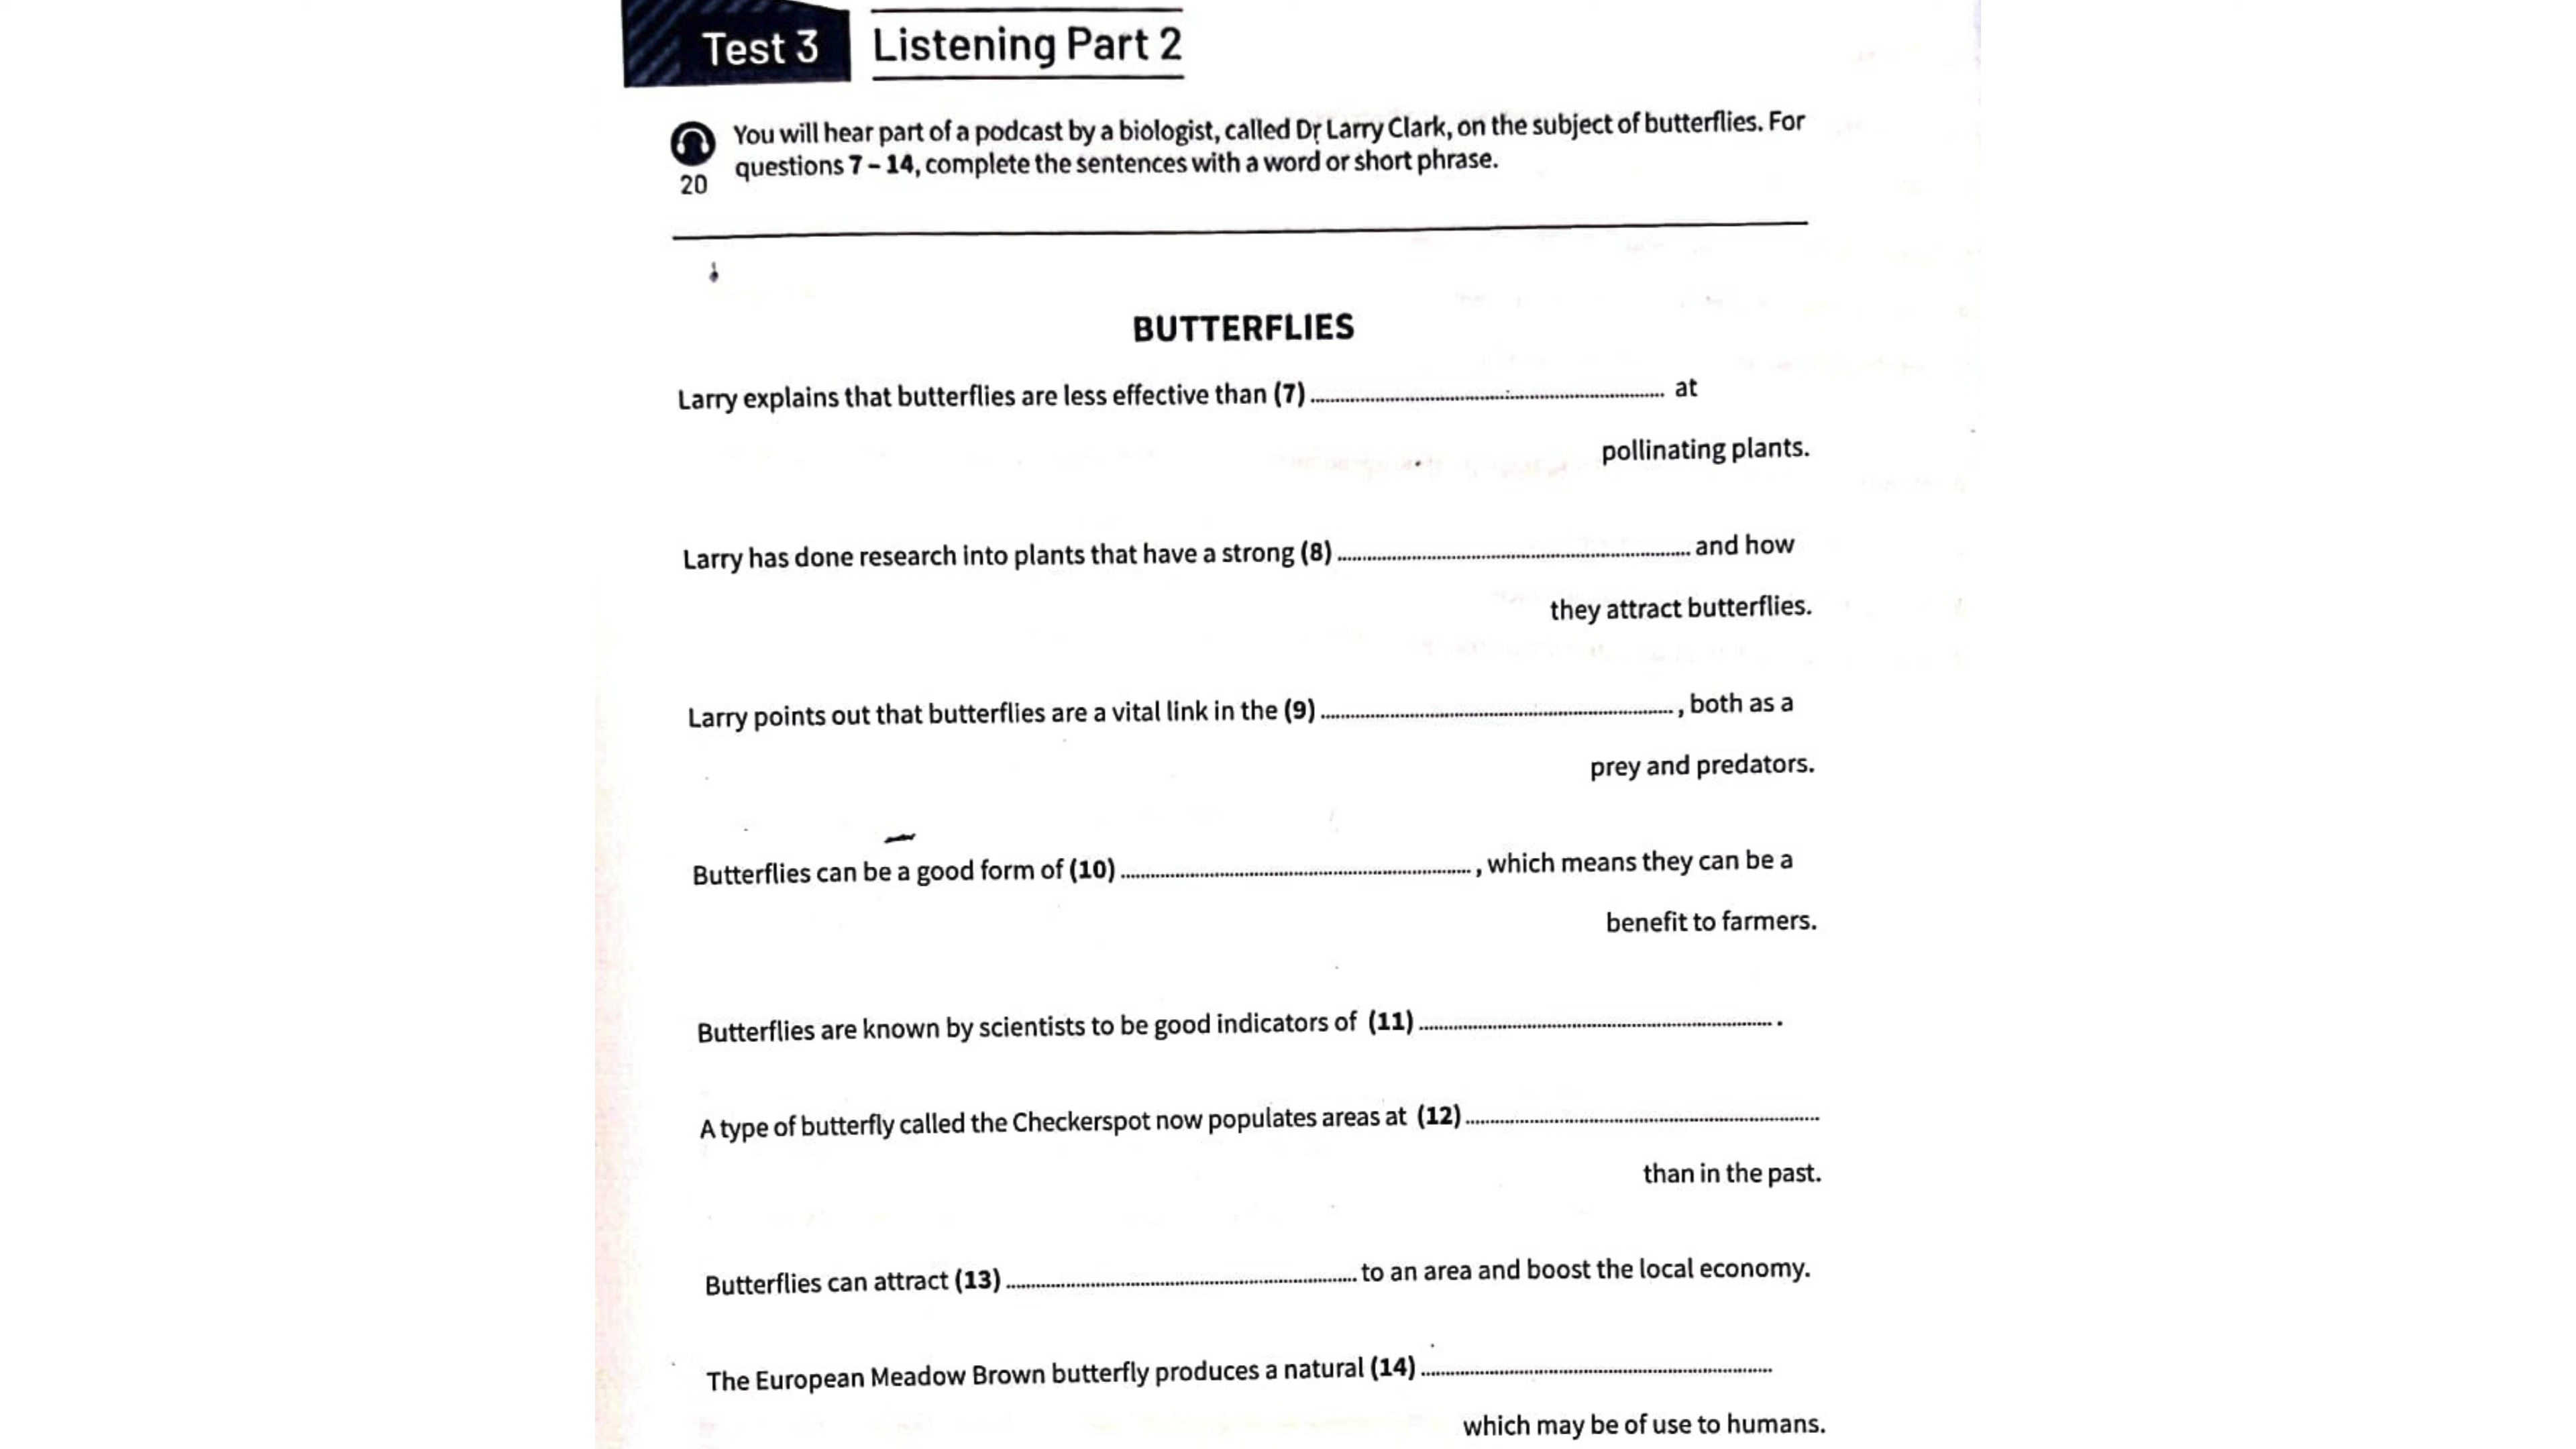 Test 3 Listening Part 2
You will hear part of a podcast by a biologist, called Dr Larry Clark, on the subject of butterflies. For
20 questions 7 – 14, complete the sentences with a word or short phrase.
BUTTERFLIES
Larry explains that butterflies are less effective than (7) ........................ at
pollinating plants.
Larry has done research into plants that have a strong (8) ........................ and how
they attract butterflies.
Larry points out that butterflies are a vital link in the (9) ........................ , both as a
prey and predators.
Butterflies can be a good form of (10) ........................ , which means they can be a
benefit to farmers.
Butterflies are known by scientists to be good indicators of (11) ........................ .
A type of butterfly called the Checkerspot now populates areas at (12) ........................
than in the past.
Butterflies can attract (13) ........................ to an area and boost the local economy.
The European Meadow Brown butterfly produces a natural (14) ........................
which may be of use to humans.